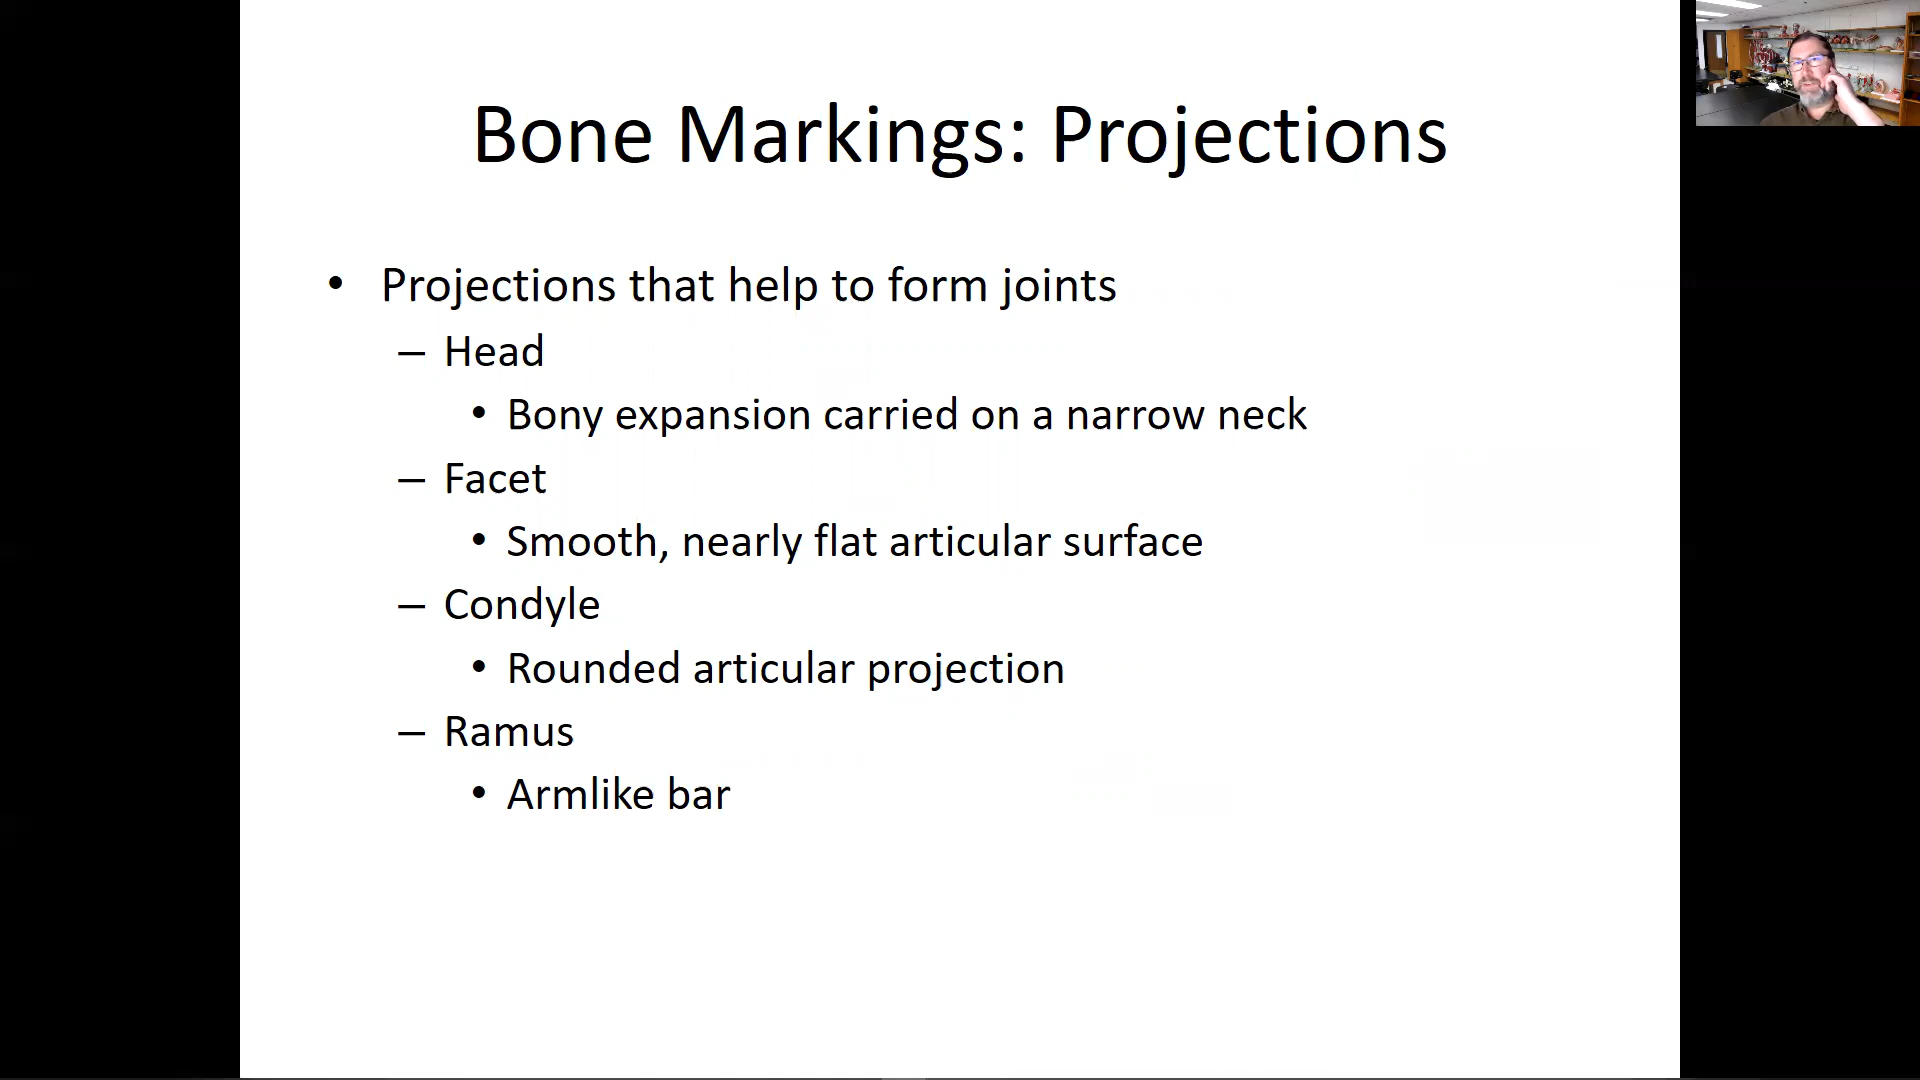 Bone Markings: Projections
• Projections that help to form joints
– Head
• Bony expansion carried on a narrow neck
– Facet
• Smooth, nearly flat articular surface
– Condyle
• Rounded articular projection
– Ramus
• Armlike bar